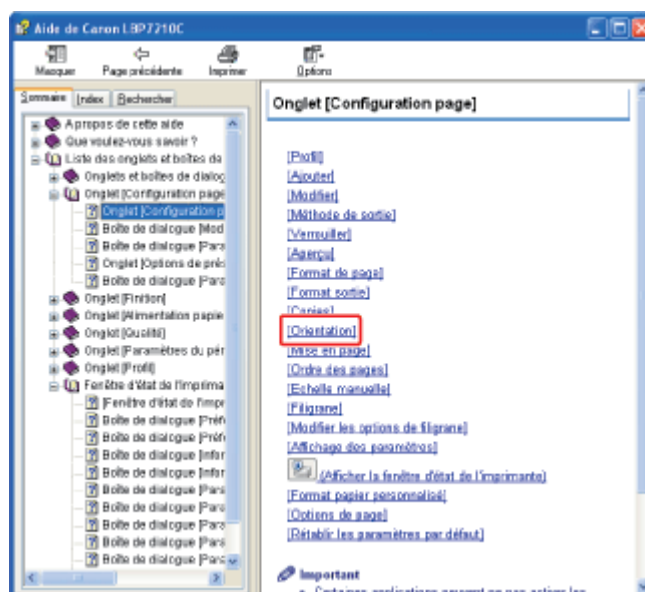 Aide de Canon LBP7210C
Masquer Page précédente Imprimer Options
Sommaire Index Rechercher
A propos de cette aide
Que voulez-vous savoir ?
Liste des onglets et boîtes de
Onglets et boîtes de dialog
Onglet [Configuration page
Onglet [Configuration p
Boîte de dialogue [Mod
Boîte de dialogue [Para
Onglet [Options de préc
Boîte de dialogue [Parc
Onglet [Finition]
Onglet [Alimentation papie
Onglet [Qualité]
Onglet [Paramètres du pér
Onglet [Profil]
Fenêtre d'état de l'imprima
[Fenêtre d'état de l'impr
Boîte de dialogue [Préfé
Boîte de dialogue [Préfé
Boîte de dialogue [Infor
Boîte de dialogue [Infor
Boîte de dialogue [Para
Boîte de dialogue [Para
Boîte de dialogue [Para
Boîte de dialogue [Para
Boîte de dialogue [Para
Onglet [Configuration page]
[Profil]
[Ajouter]
[Modifier]
[Méthode de sortie]
[Verrouiller]
[Aperçu]
[Format de page]
[Format sortie]
[Copies]
[Orientation]
[Mise en page]
[Ordre des pages]
[Echelle manuelle]
[Filigrane]
[Modifier les options de filigrane]
[Affichage des paramètres]
(Afficher la fenêtre d'état de l'imprimante)
[Format papier personnalisé]
[Options de page]
[Rétablir les paramètres par défaut]
Important